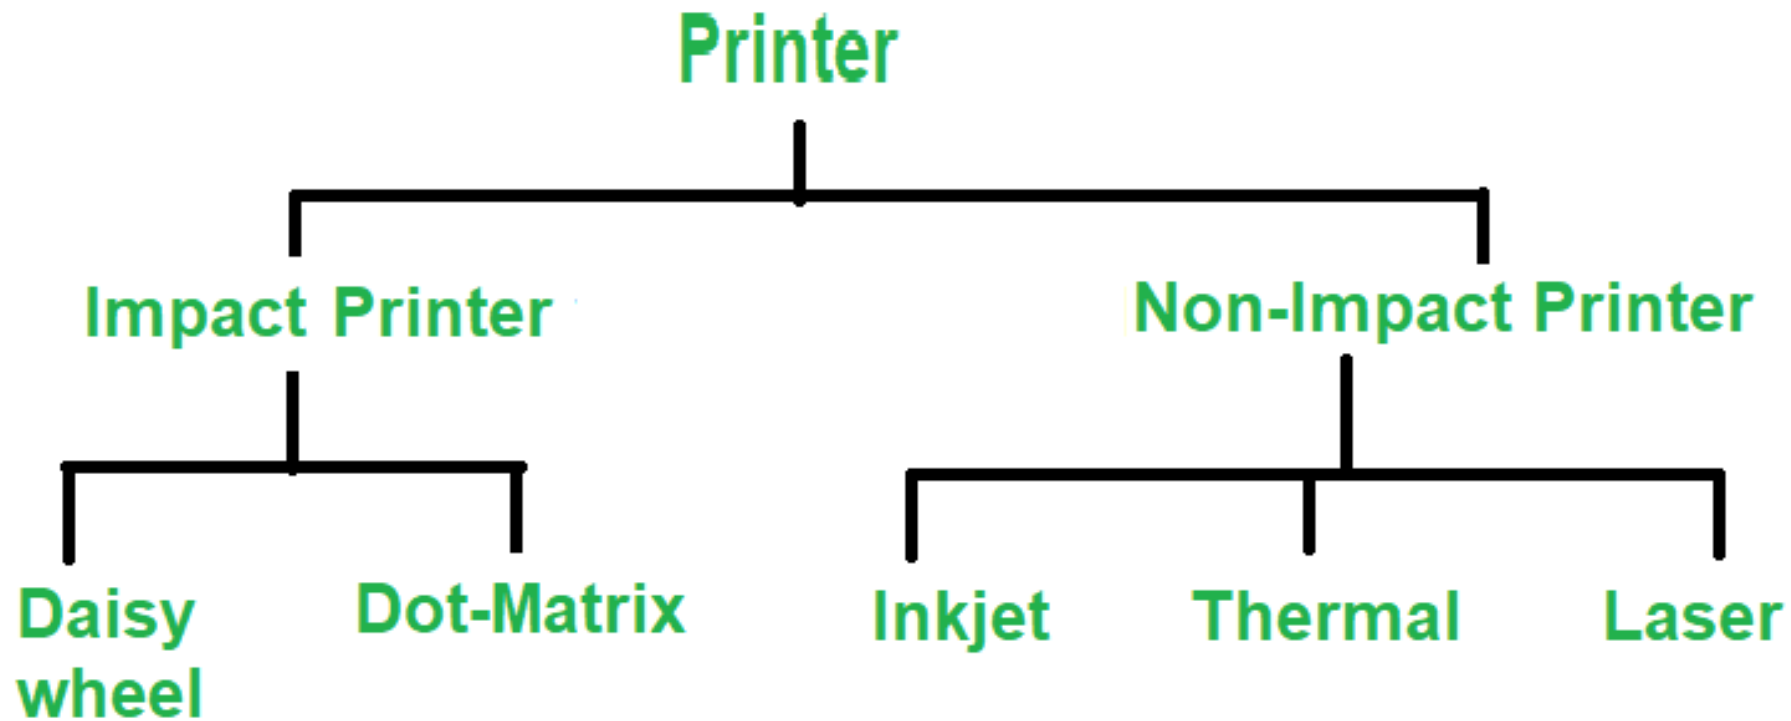 Printer
Impact Printer
Non-Impact Printer
Daisy
wheel
Dot-Matrix
Inkjet
Thermal
Laser